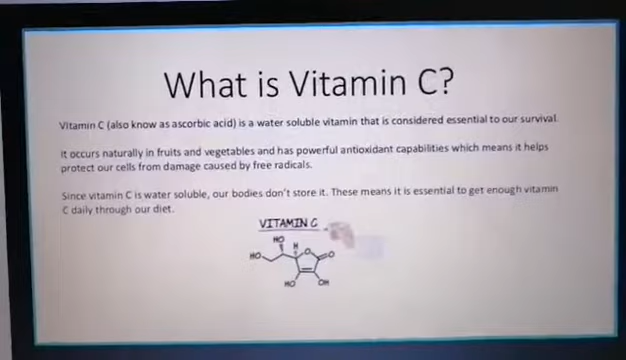 What is Vitamin C?
Vitamin C (also know as ascorbic acid) is a water soluble vitamin that is considered essential to our survival.
It occurs naturally in fruits and vegetables and has powerful antioxidant capabilities which means it helps
protect our cells from damage caused by free radicals.
Since vitamin C is water soluble, our bodies don't store it. These means it is essential to get enough vitamin
C daily through our diet.
VITAMIN C
HO
H
HO
O
O
HO
OH